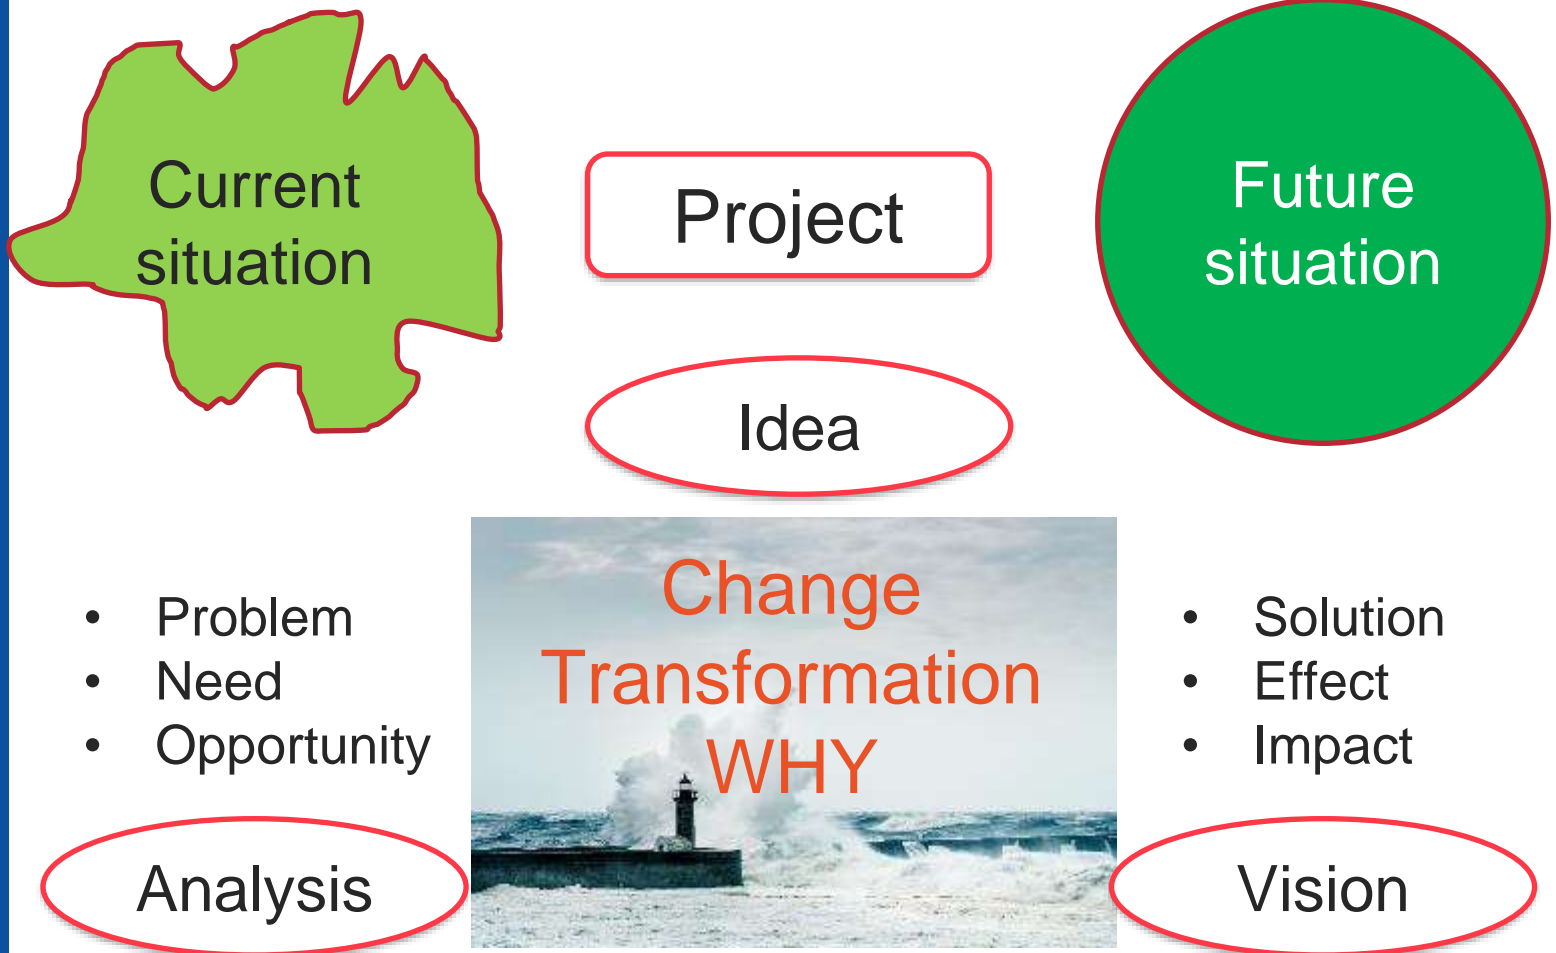 Current
situation
Project
Future
situation
Idea
• Problem
• Need
• Opportunity
Change
Transformation
WHY
• Solution
• Effect
• Impact
Analysis
Vision